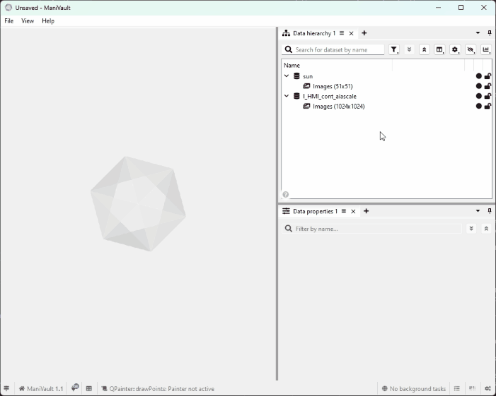 Unsaved - ManiVault
File View Help
Data hierarchy 1
Search for dataset by name
Name
sun
Images (51x51)
I_HMI_cont_aiascale
Images (1024x1024)
Data properties 1
Filter by name...
ManiVault 1.1
QPainter::drawPoints: Painter not active
No background tasks